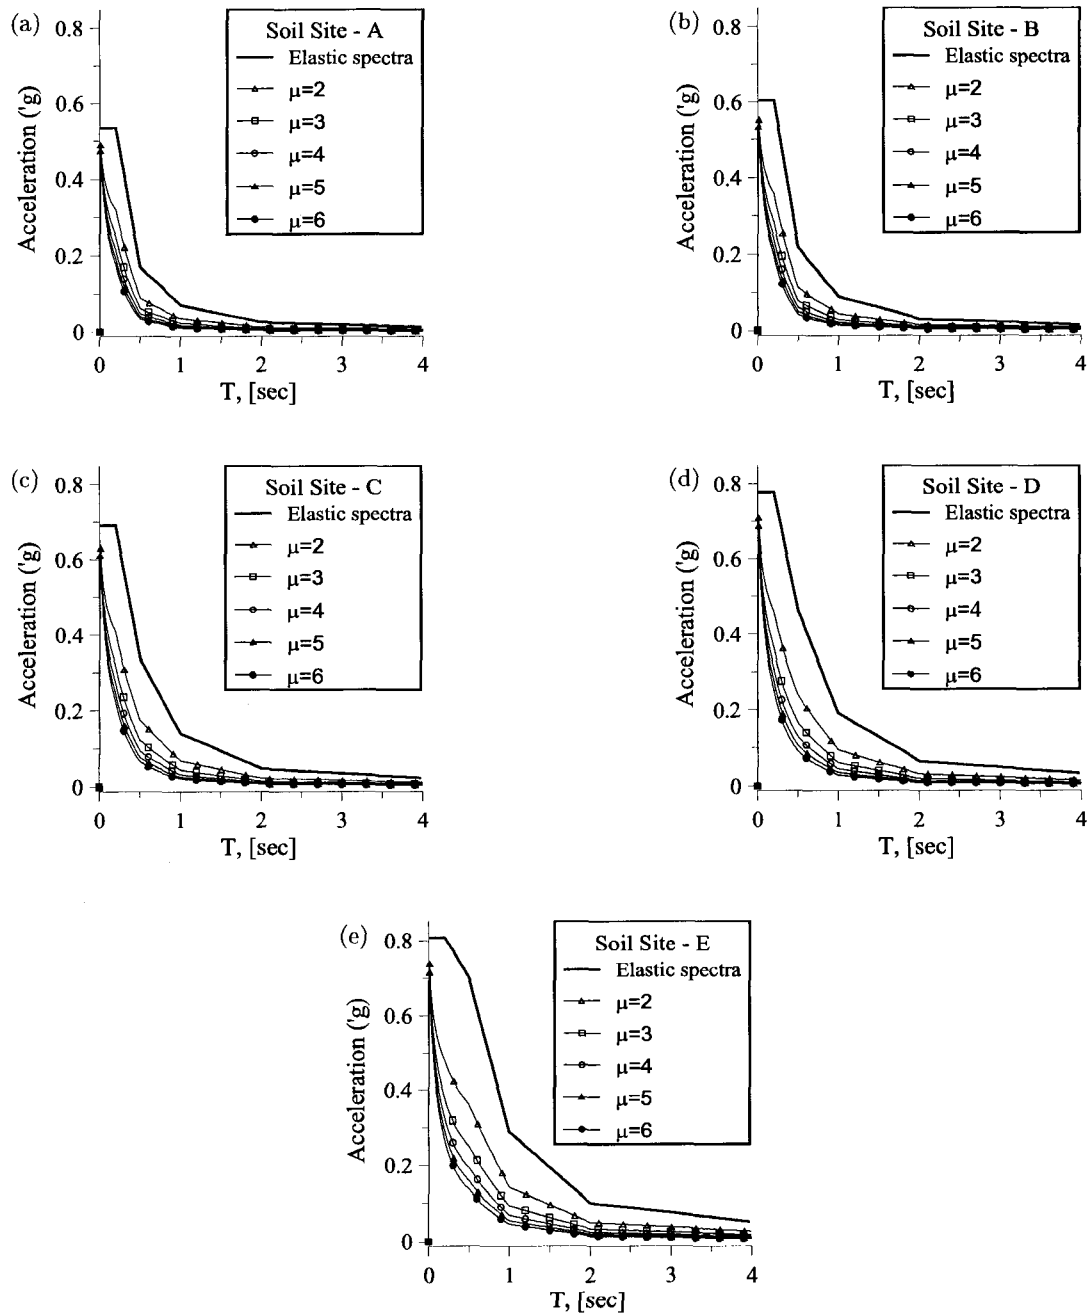 (a)
0.8
0.6
0.4
0.2
0
Acceleration ('g)
Soil Site - A
Elastic spectra
μ=2
μ=3
μ=4
μ=5
μ=6
0 1 2 3 4
T, [sec]
(b)
0.8
0.6
0.4
0.2
0
Acceleration ('g)
Soil Site - B
Elastic spectra
μ=2
μ=3
μ=4
μ=5
μ=6
0 1 2 3 4
T, [sec]
(c)
0.8
0.6
0.4
0.2
0
Acceleration ('g)
Soil Site - C
Elastic spectra
μ=2
μ=3
μ=4
μ=5
μ=6
0 1 2 3 4
T, [sec]
(d)
0.8
0.6
0.4
0.2
0
Acceleration ('g)
Soil Site - D
Elastic spectra
μ=2
μ=3
μ=4
μ=5
μ=6
0 1 2 3 4
T, [sec]
(e)
0.8
0.6
0.4
0.2
0
Acceleration ('g)
Soil Site - E
Elastic spectra
μ=2
μ=3
μ=4
μ=5
μ=6
0 1 2 3 4
T, [sec]